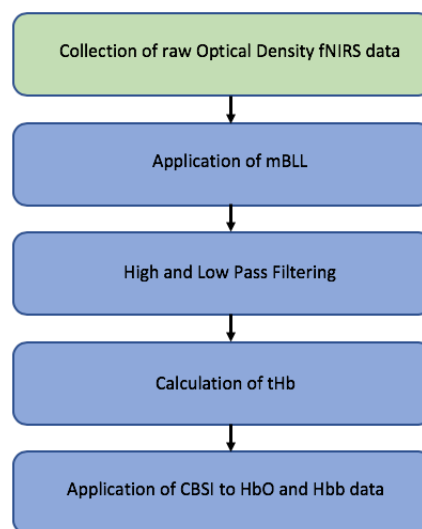 Collection of raw Optical Density fNIRS data
Application of mBLL
High and Low Pass Filtering
Calculation of tHb
Application of CBSI to HbO and Hbb data